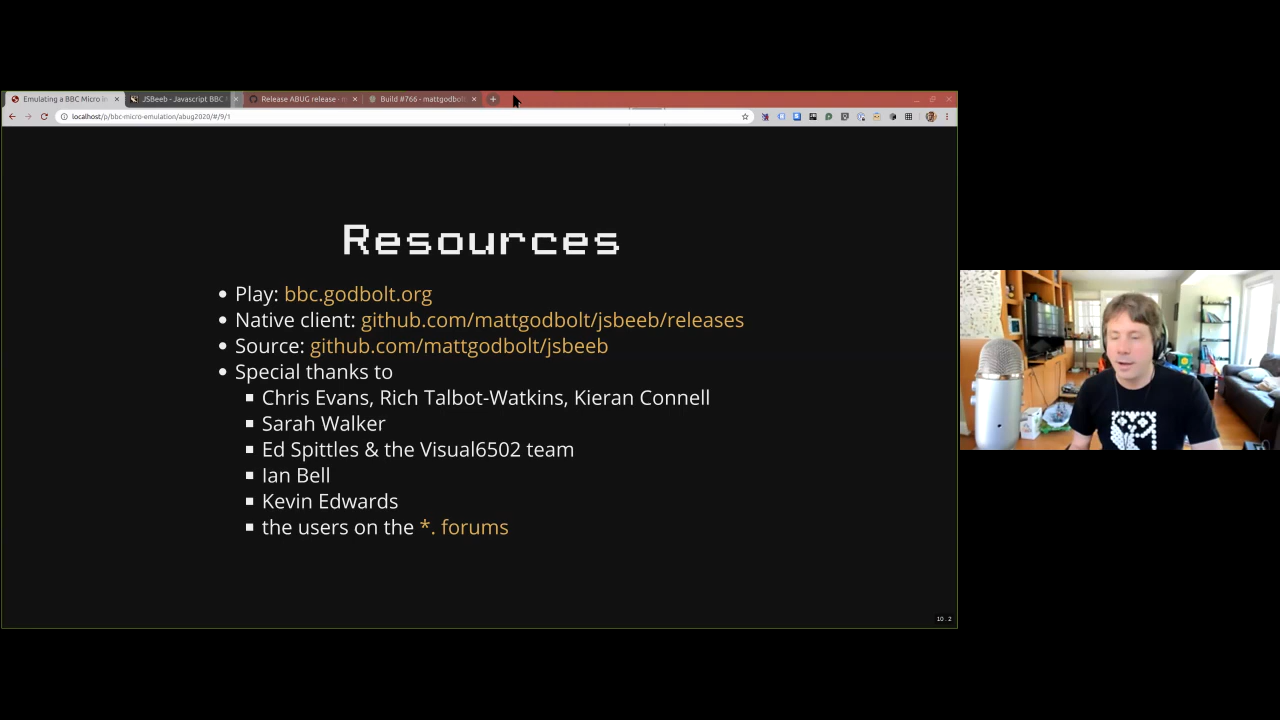 Emulating a BBC Micro in
JSBeeb - Javascript BBC
Release ABUG release
Build #766 - mattgodbolt
localhost/p/bbc-micro-emulation/abug2020/#/9/1
Resources
Play: bbc.godbolt.org
Native client: github.com/mattgodbolt/jsbeeb/releases
Source: github.com/mattgodbolt/jsbeeb
Special thanks to
Chris Evans, Rich Talbot-Watkins, Kieran Connell
Sarah Walker
Ed Spittles & the Visual6502 team
Ian Bell
Kevin Edwards
the users on the *. forums
10.2